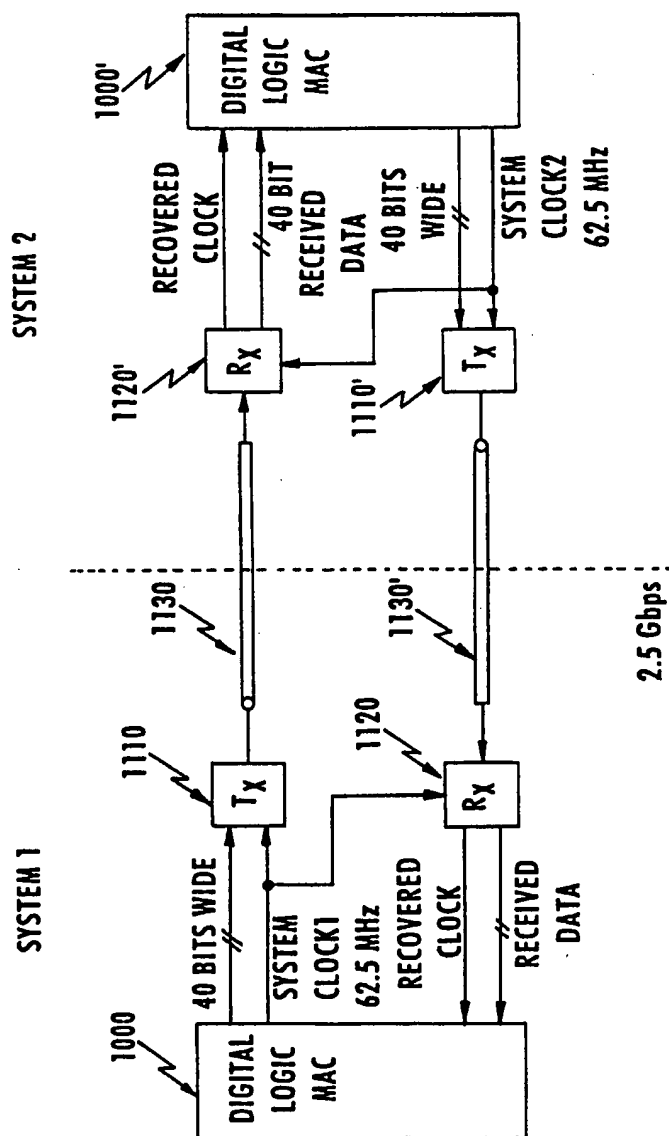 SYSTEM 1
SYSTEM 2
1000
DIGITAL
LOGIC
MAC
40 BITS WIDE
SYSTEM
CLOCK1
62.5 MHz
RECOVERED
CLOCK
RECEIVED
DATA
1110
TX
1120
RX
1130
1130'
2.5 Gbps
1120'
RX
1110'
TX
RECOVERED
CLOCK
40 BIT
RECEIVED
DATA
40 BITS
WIDE
SYSTEM
CLOCK2
62.5 MHz
1000'
DIGITAL
LOGIC
MAC